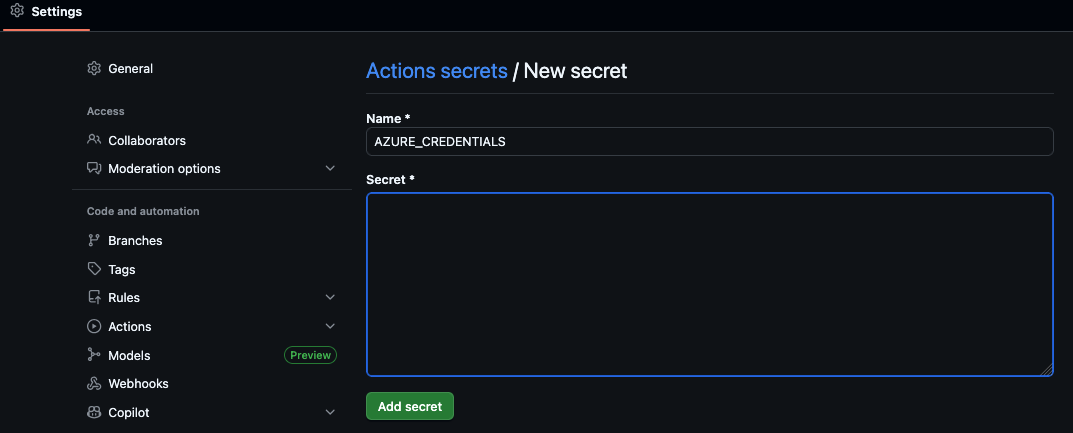 Settings
General
Access
Collaborators
Moderation options
Code and automation
Branches
Tags
Rules
Actions
Models Preview
Webhooks
Copilot
Actions secrets / New secret
Name *
AZURE_CREDENTIALS
Secret *
Add secret